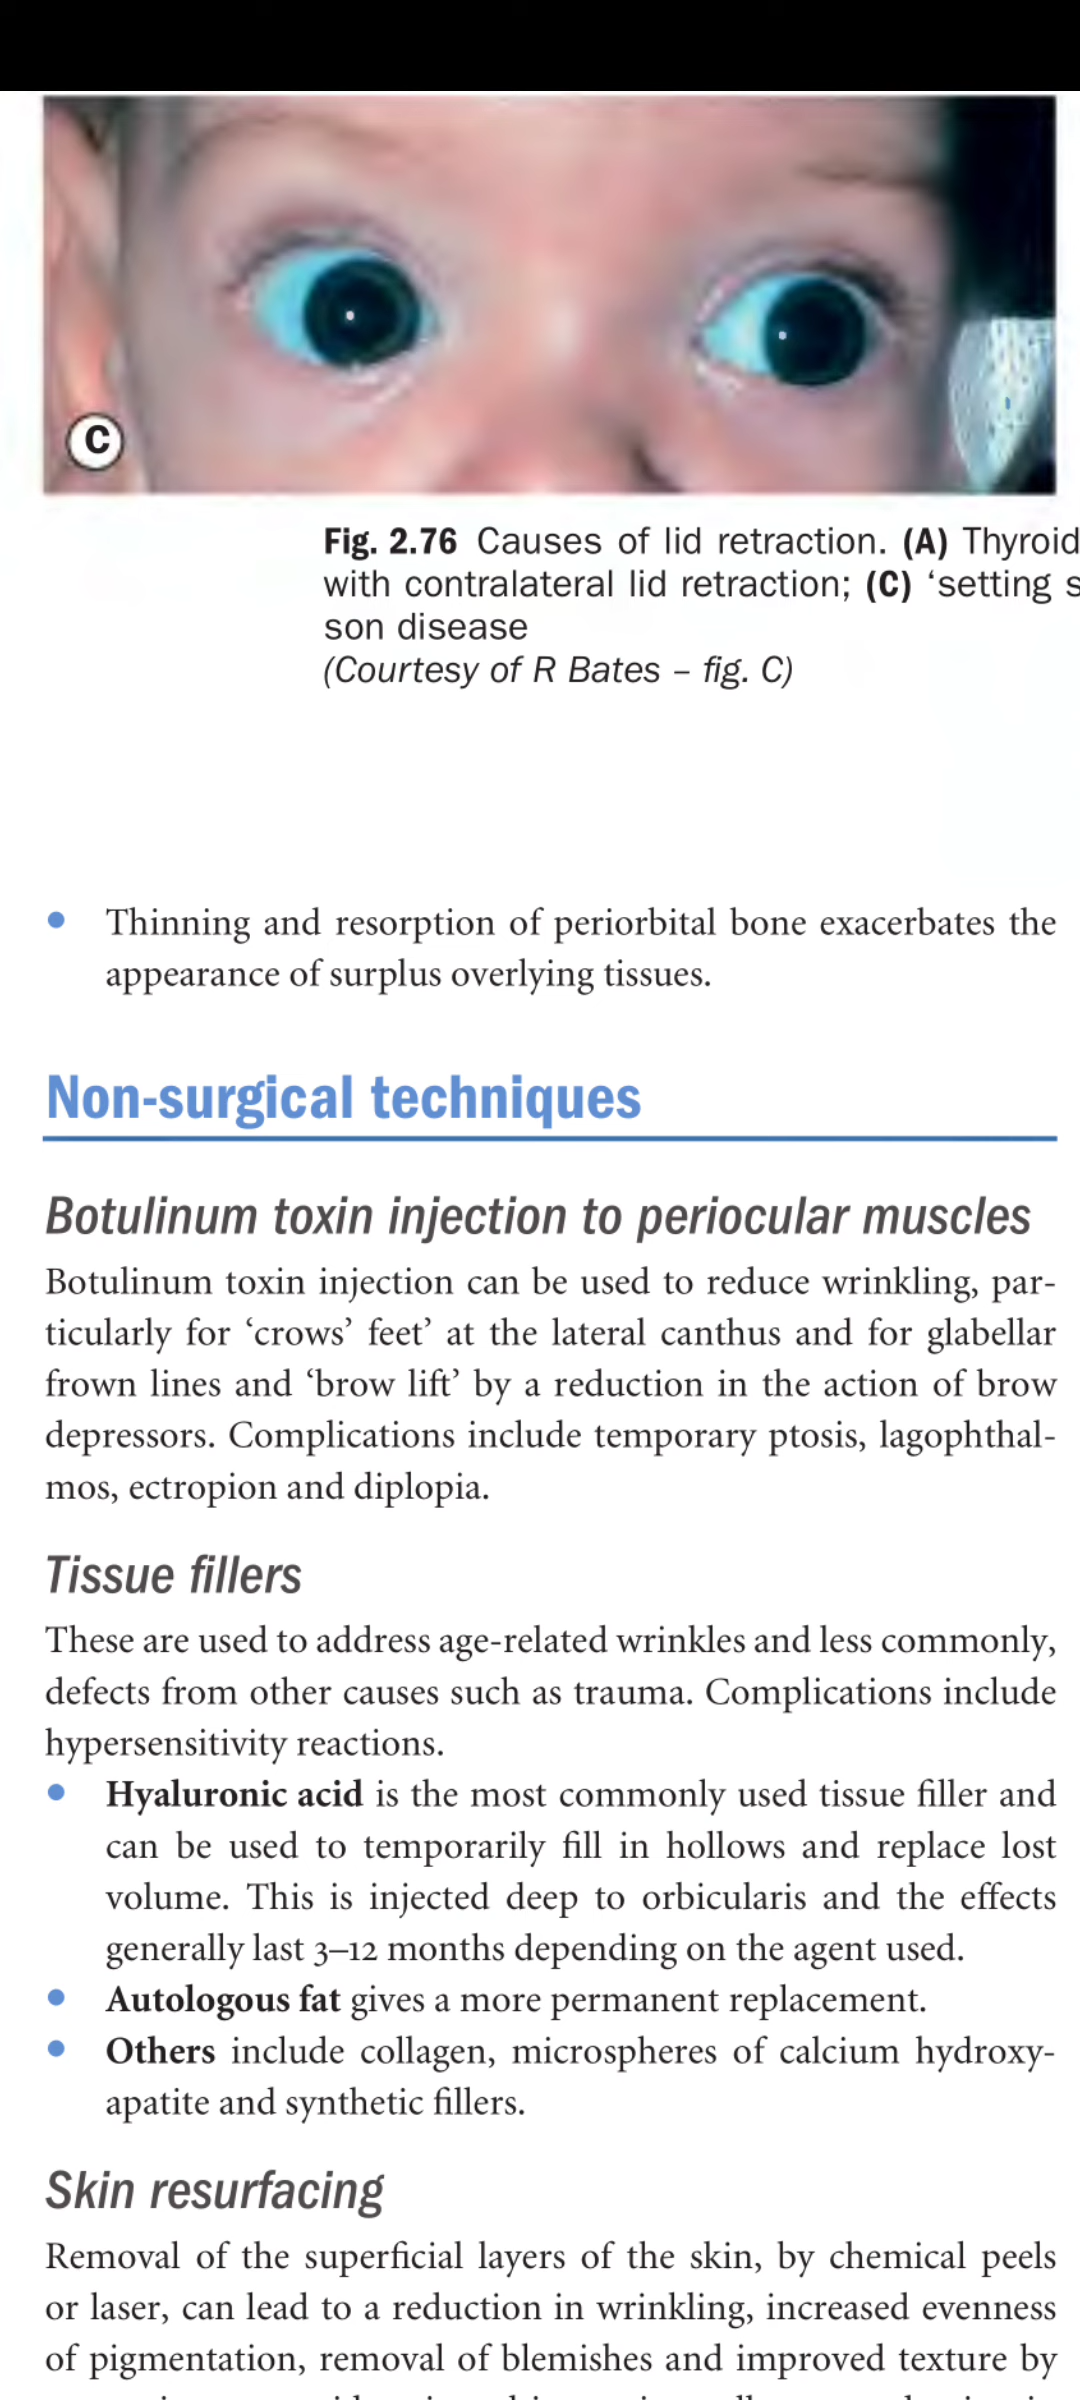 C
Fig. 2.76 Causes of lid retraction. (A) Thyroid
with contralateral lid retraction; (C) ‘setting s
son disease
(Courtesy of R Bates – fig. C)
• Thinning and resorption of periorbital bone exacerbates the
appearance of surplus overlying tissues.
Non-surgical techniques
Botulinum toxin injection to periocular muscles
Botulinum toxin injection can be used to reduce wrinkling, par-
ticularly for ‘crows’ feet’ at the lateral canthus and for glabellar
frown lines and ‘brow lift’ by a reduction in the action of brow
depressors. Complications include temporary ptosis, lagophthal-
mos, ectropion and diplopia.
Tissue fillers
These are used to address age-related wrinkles and less commonly,
defects from other causes such as trauma. Complications include
hypersensitivity reactions.
• Hyaluronic acid is the most commonly used tissue filler and
can be used to temporarily fill in hollows and replace lost
volume. This is injected deep to orbicularis and the effects
generally last 3–12 months depending on the agent used.
• Autologous fat gives a more permanent replacement.
• Others include collagen, microspheres of calcium hydroxy-
apatite and synthetic fillers.
Skin resurfacing
Removal of the superficial layers of the skin, by chemical peels
or laser, can lead to a reduction in wrinkling, increased evenness
of pigmentation, removal of blemishes and improved texture by